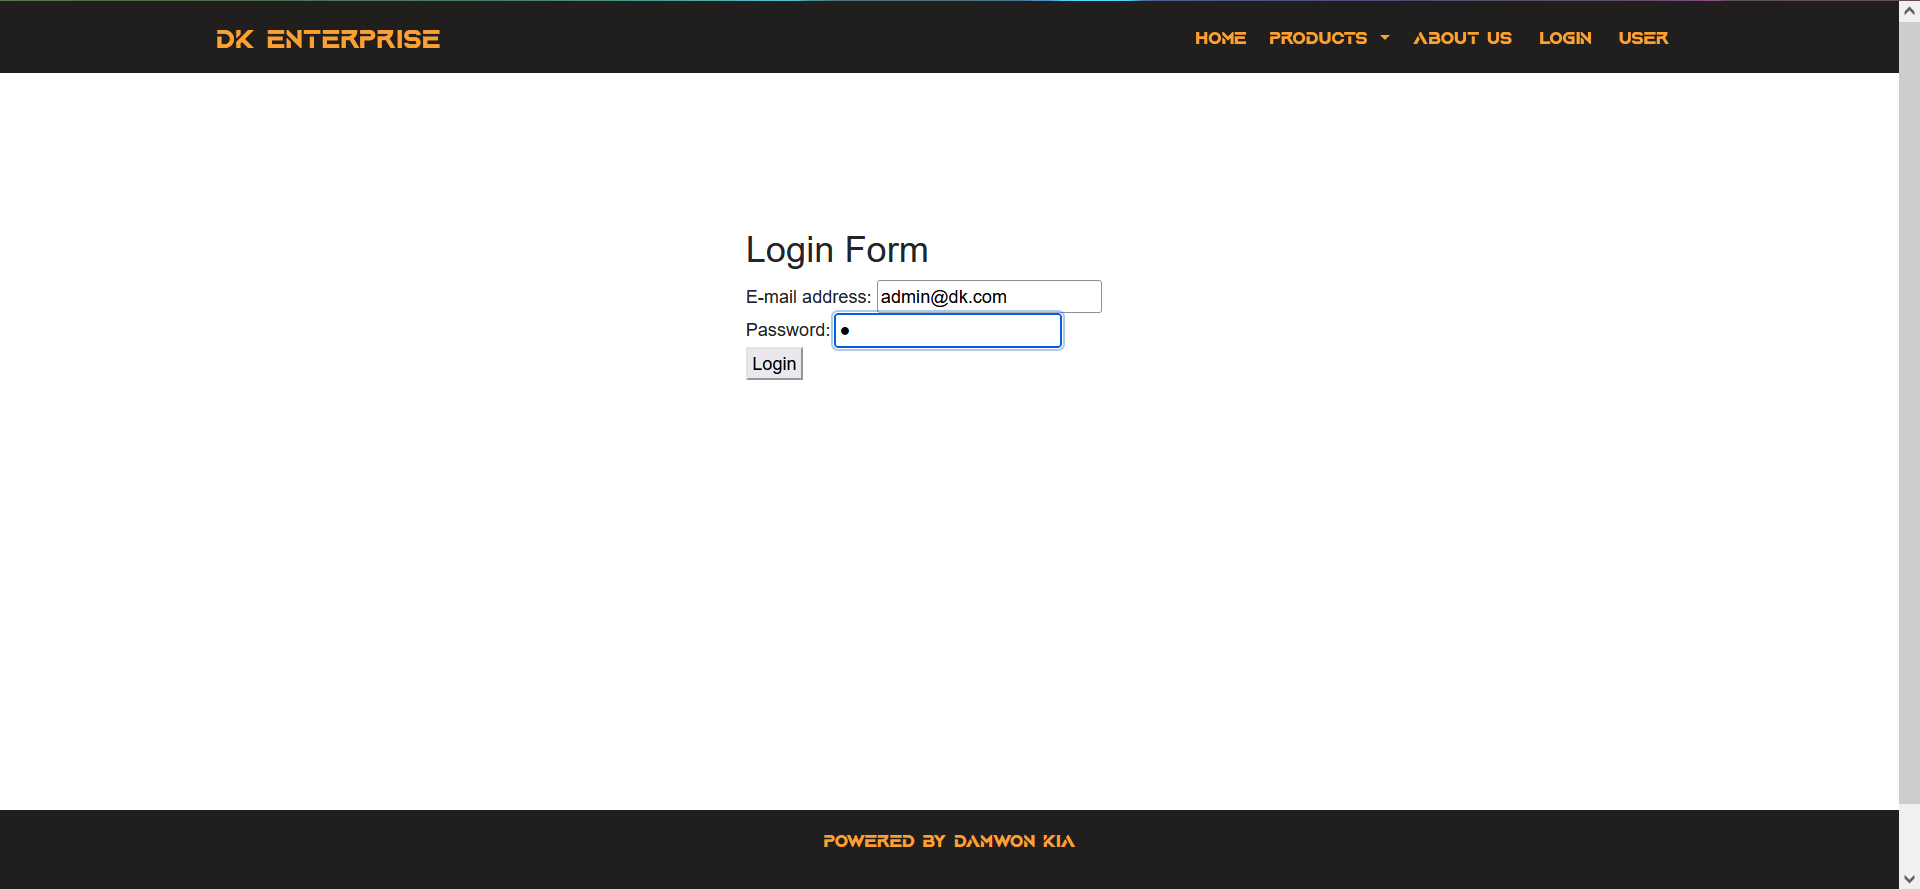 DK ENTERPRISE
HOME PRODUCTS ABOUT US LOGIN USER
Login Form
E-mail address: admin@dk.com
Password: ●
Login
POWERED BY DAMWON KIA